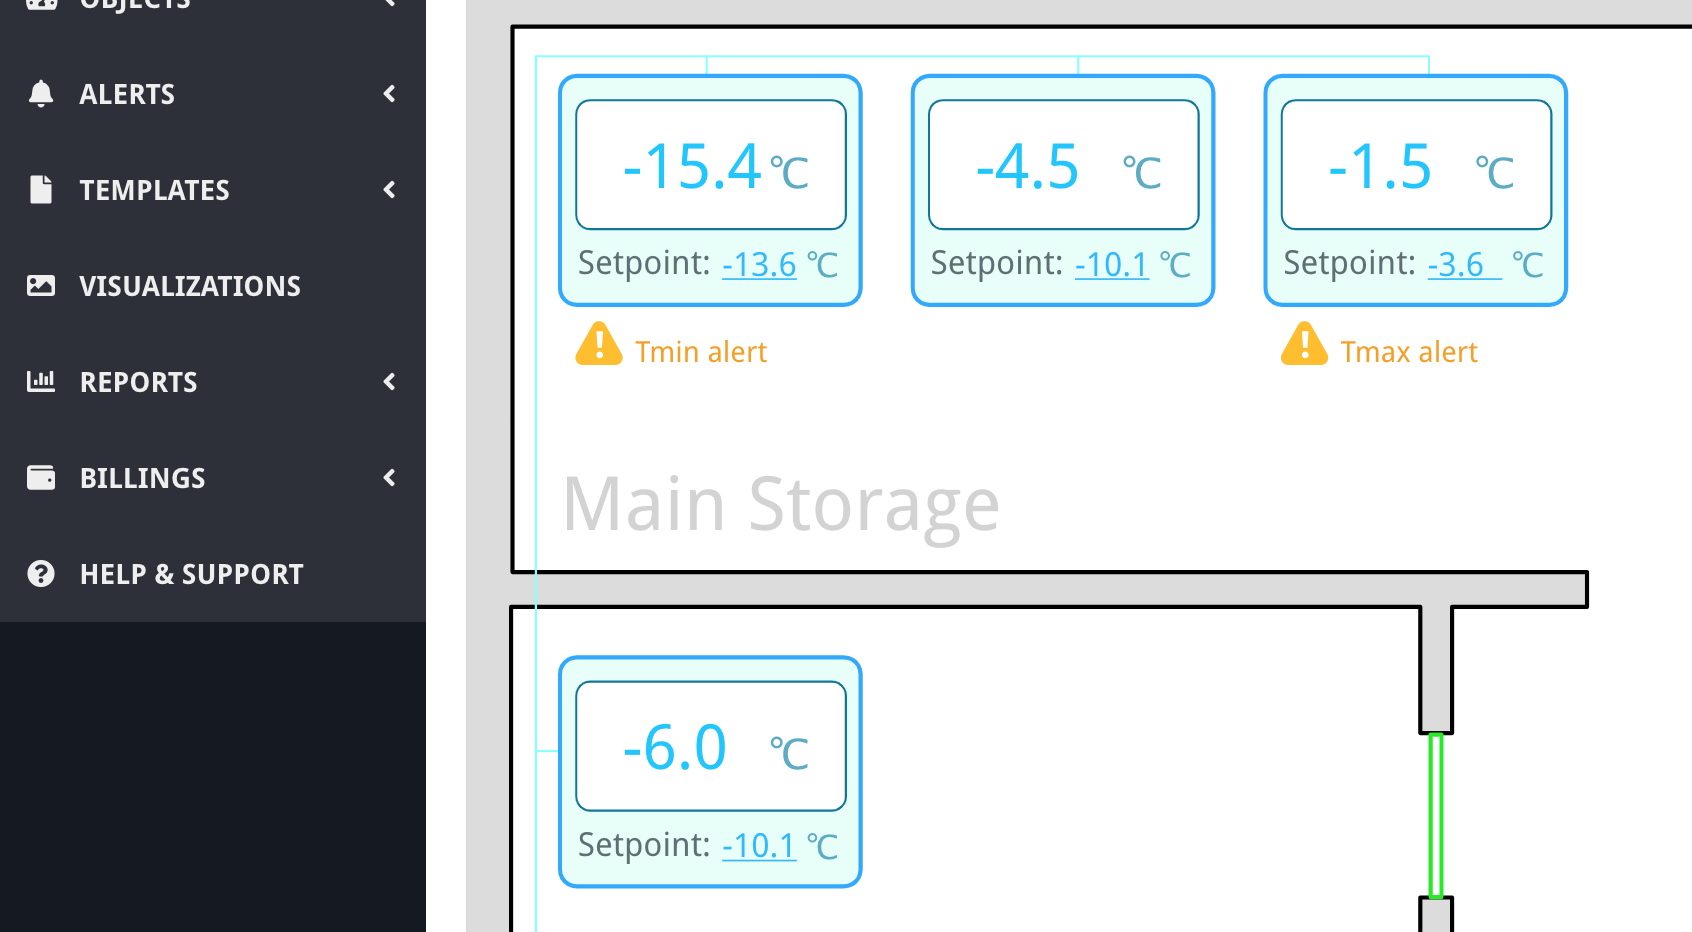 OBJECTS
ALERTS
TEMPLATES
VISUALIZATIONS
REPORTS
BILLINGS
HELP & SUPPORT
-15.4 ℃
Setpoint: -13.6 ℃
Tmin alert
-4.5 ℃
Setpoint: -10.1 ℃
-1.5 ℃
Setpoint: -3.6 ℃
Tmax alert
Main Storage
-6.0 ℃
Setpoint: -10.1 ℃